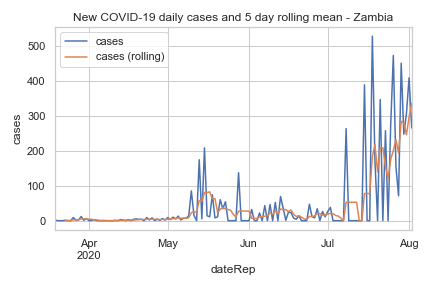 New COVID-19 daily cases and 5 day rolling mean - Zambia
cases
cases (rolling)
500
400
300
200
100
0
cases
Apr May Jun Jul Aug
2020
dateRep